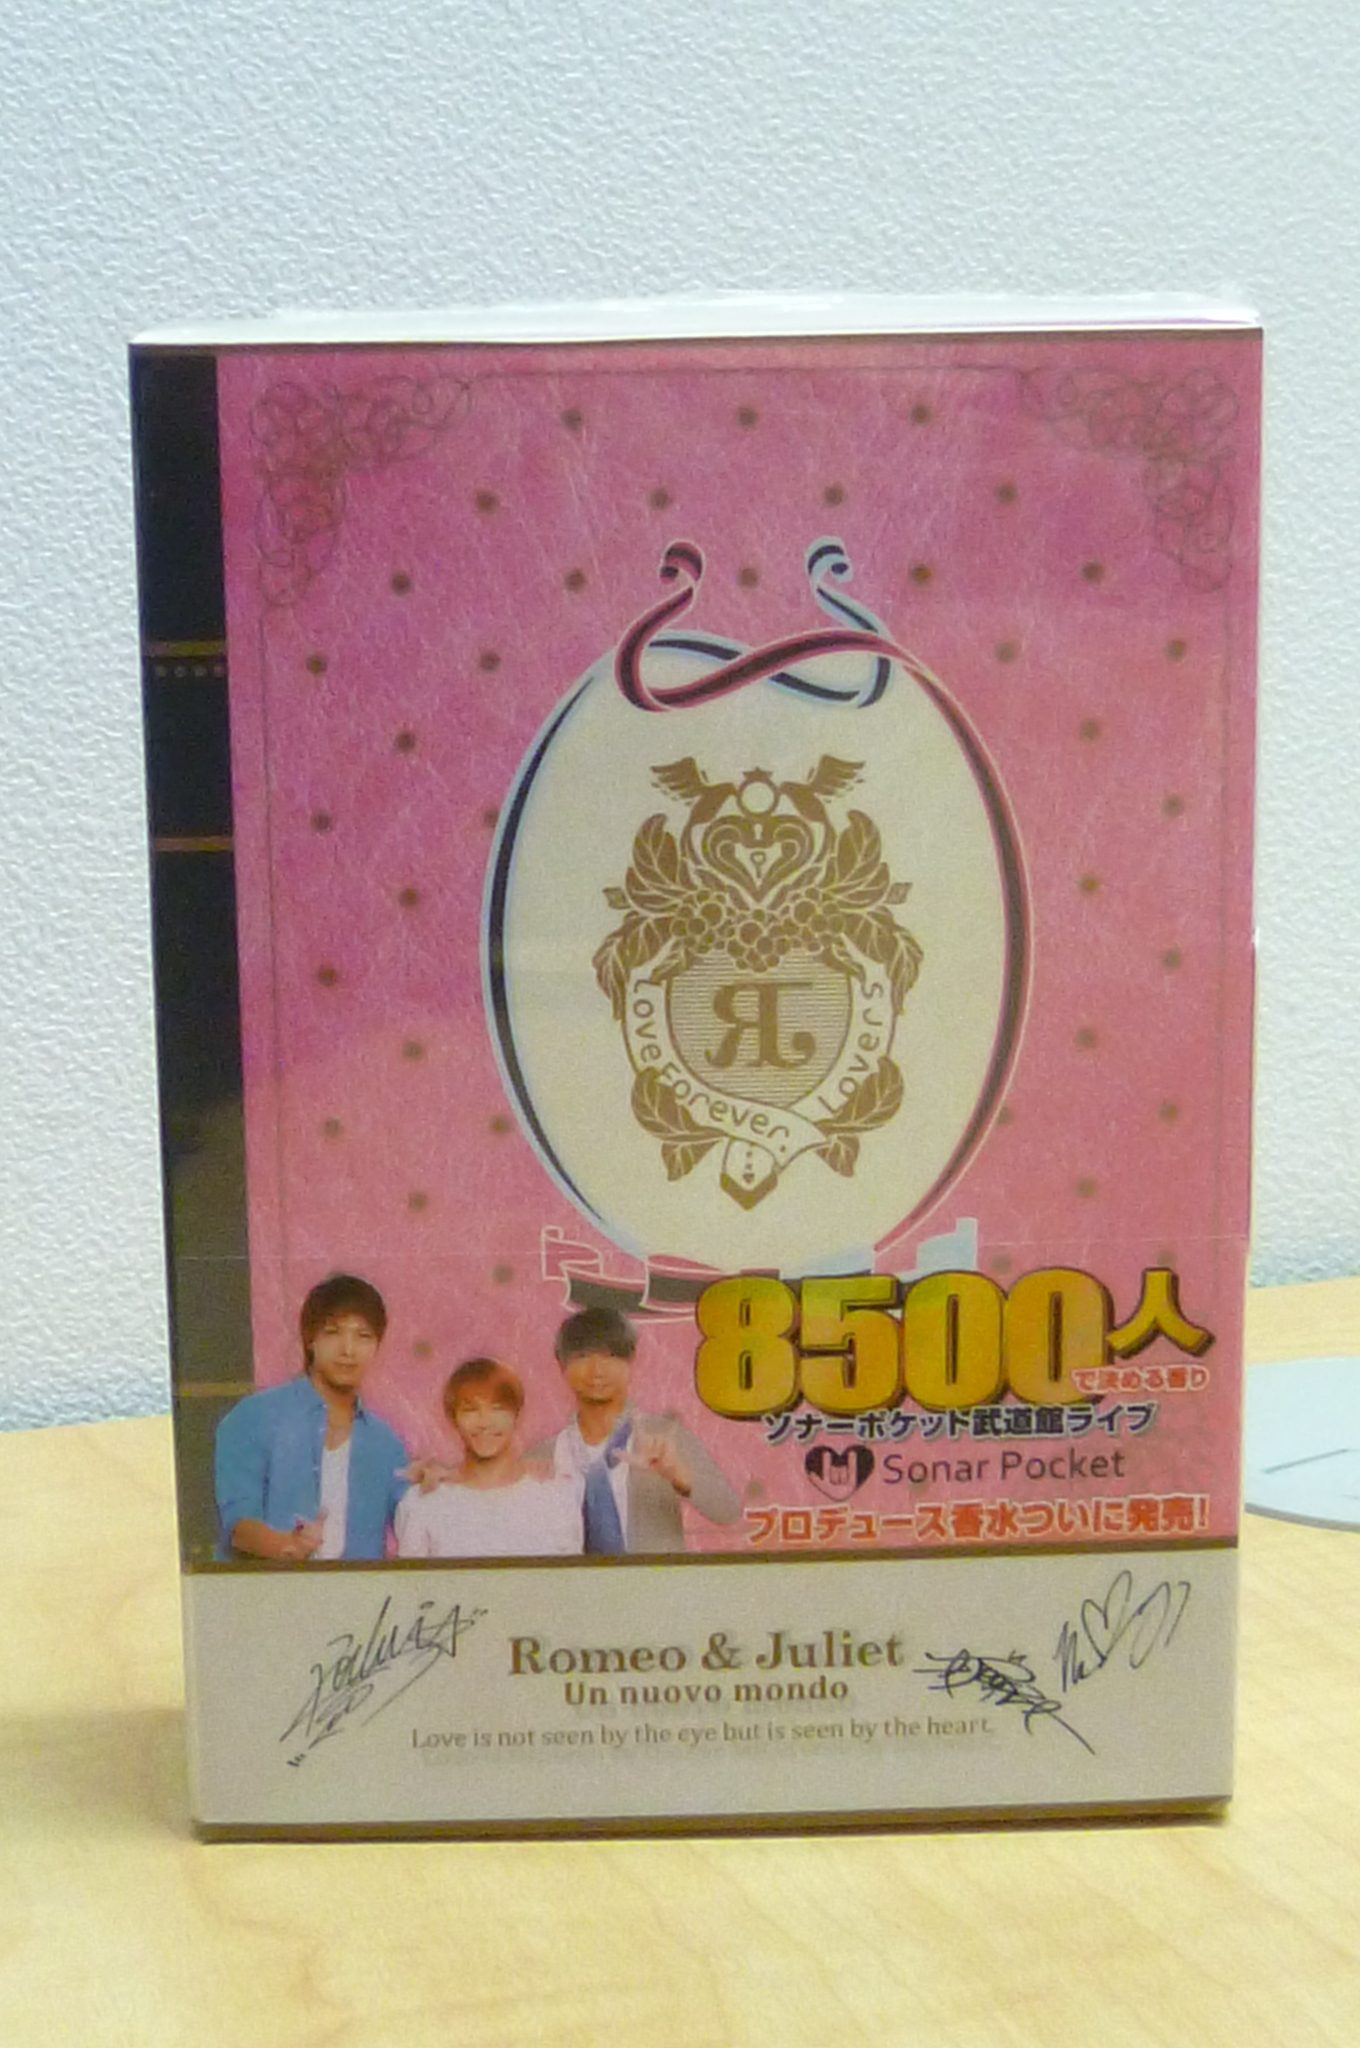 Love Forever. Lovers
8500人
で決める香り
ソナーポケット武道館ライブ
Sonar Pocket
プロデュース香水ついに発売!
Romeo & Juliet
Un nuovo mondo
Love is not seen by the eye but is seen by the heart.